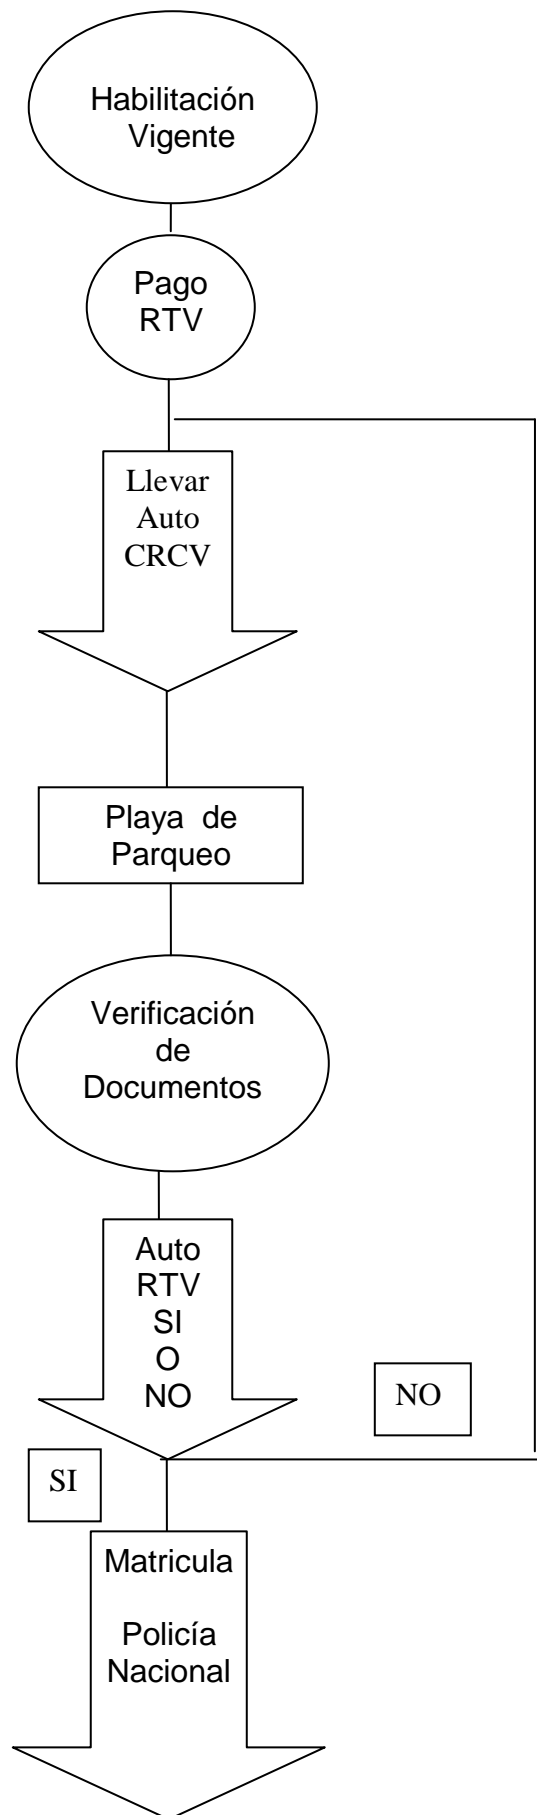 Habilitación
Vigente
Pago
RTV
Llevar
Auto
CRCV
Playa de
Parqueo
Verificación
de
Documentos
Auto
RTV
SI
O
NO
NO
SI
Matricula
Policía
Nacional